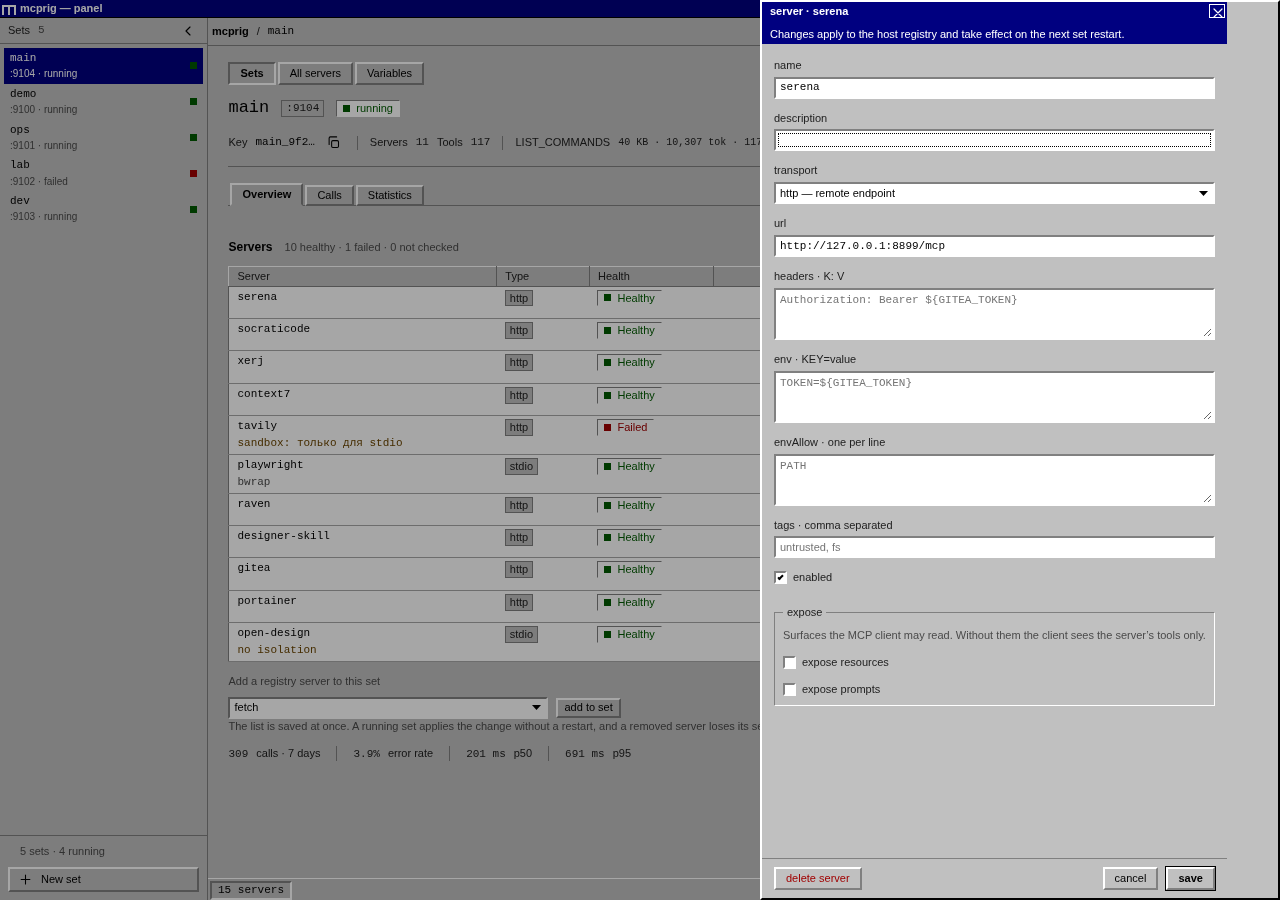 mcprig — panel
Sets 5
main
:9104 · running
demo
:9100 · running
ops
:9101 · running
lab
:9102 · failed
dev
:9103 · running
5 sets · 4 running
New set
mcprig / main
Sets All servers Variables
main :9104 running
Key main_9f2… Servers 11 Tools 117 LIST_COMMANDS 40 KB · 10,307 tok · 117
Overview Calls Statistics
Servers 10 healthy · 1 failed · 0 not checked
Server Type Health
serena http Healthy
socraticode http Healthy
xerj http Healthy
context7 http Healthy
tavily http Failed
sandbox: только для stdio
playwright stdio Healthy
bwrap
raven http Healthy
designer-skill http Healthy
gitea http Healthy
portainer http Healthy
open-design stdio Healthy
no isolation
Add a registry server to this set
fetch add to set
The list is saved at once. A running set applies the change without a restart, and a removed server loses its se
309 calls · 7 days 3.9% error rate 201 ms p50 691 ms p95
15 servers
server · serena
Changes apply to the host registry and take effect on the next set restart.
name
serena
description
transport
http — remote endpoint
url
http://127.0.0.1:8899/mcp
headers · K: V
Authorization: Bearer ${GITEA_TOKEN}
env · KEY=value
TOKEN=${GITEA_TOKEN}
envAllow · one per line
PATH
tags · comma separated
untrusted, fs
enabled
expose
Surfaces the MCP client may read. Without them the client sees the server's tools only.
expose resources
expose prompts
delete server cancel save